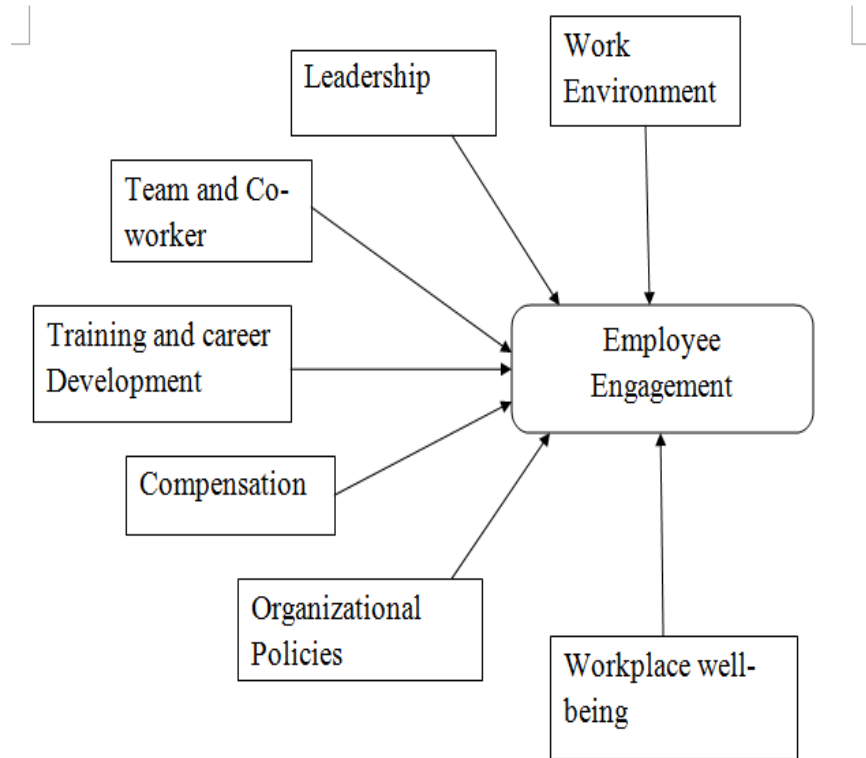 Work
Environment
Leadership
Team and Co-
worker
Training and career
Development
Employee
Engagement
Compensation
Organizational
Policies
Workplace well-
being